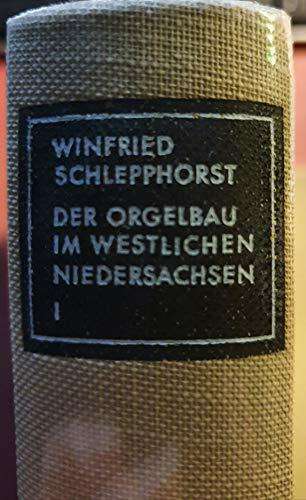 WINFRIED
SCHLEPPHORST
DER ORGELBAU
IM WESTLICHEN
NIEDERSACHSEN
I